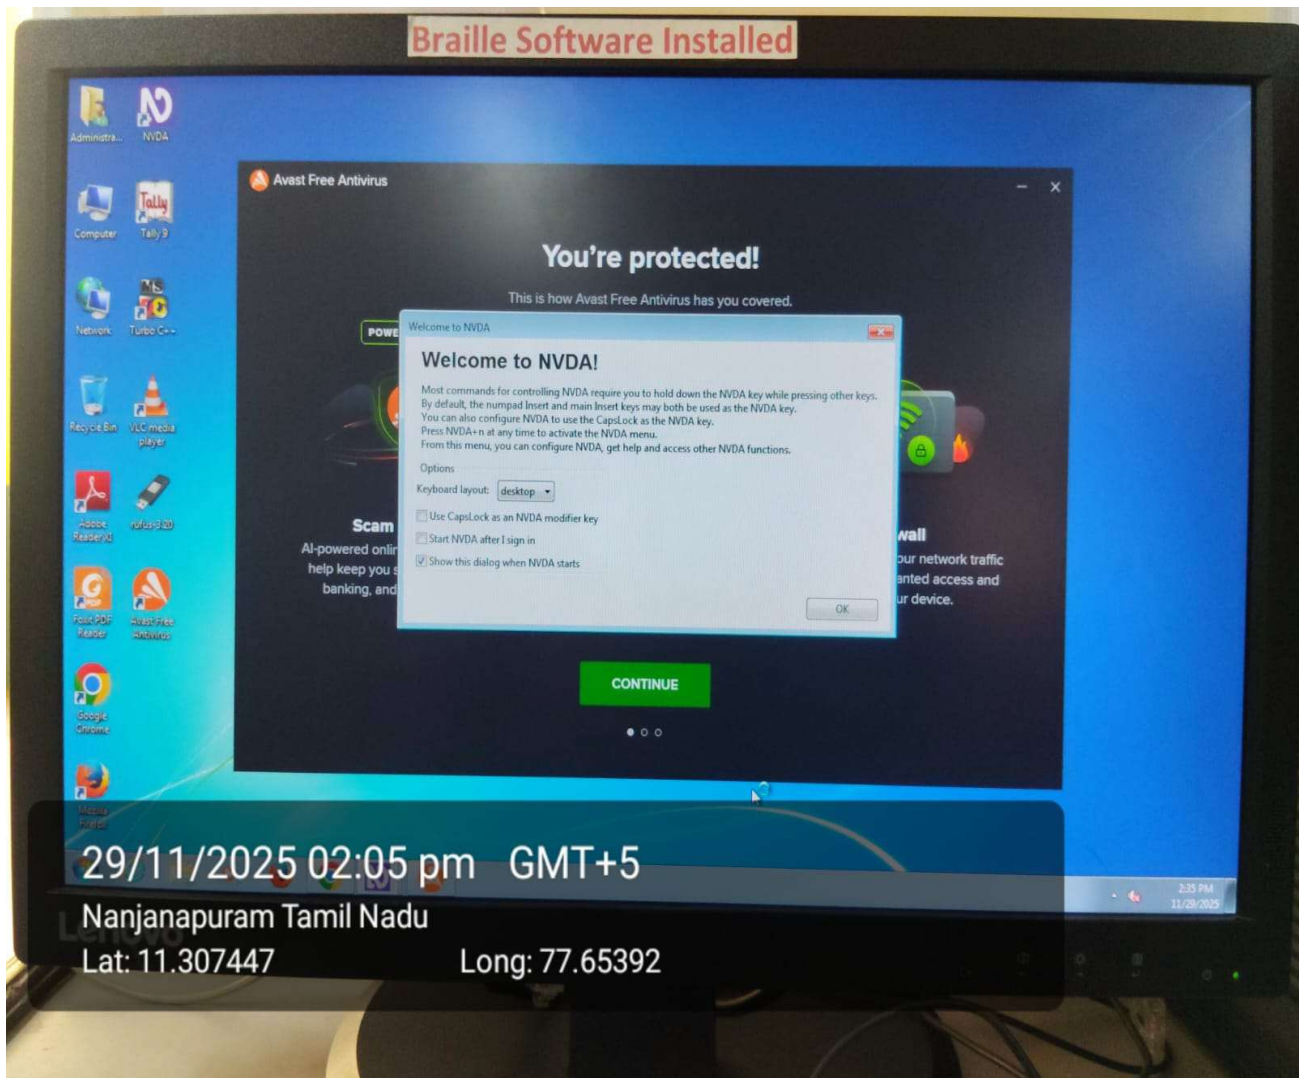 Braille Software Installed
Administra...
NVDA
Avast Free Antivirus
Computer
Tally
Tally 9
You're protected!
This is how Avast Free Antivirus has you covered.
MS
Network
Turbo C++
POWE
Welcome to NVDA
Welcome to NVDA!
Most commands for controlling NVDA require you to hold down the NVDA key while pressing other keys.
By default, the numpad Insert and main Insert keys may both be used as the NVDA key.
You can also configure NVDA to use the CapsLock as the NVDA key.
Press NVDA+n at any time to activate the NVDA menu.
From this menu, you can configure NVDA, get help and access other NVDA functions.
Options
Keyboard layout: desktop
Use CapsLock as an NVDA modifier key
Start NVDA after I sign in
Show this dialog when NVDA starts
OK
Recycle Bin
VLC media
player
Adobe
Reader XI
rufus-3.20
Scam
AI-powered onlin
help keep you s
banking, and
wall
our network traffic
anted access and
ur device.
PDF
Foxit PDF
Reader
Avast Free
Antivirus
CONTINUE
Google
Chrome
Mozilla
Firefox
29/11/2025 02:05 pm GMT+5
Nanjanapuram Tamil Nadu
Lat: 11.307447 Long: 77.65392
2:35 PM
11/29/2025
Lenovo